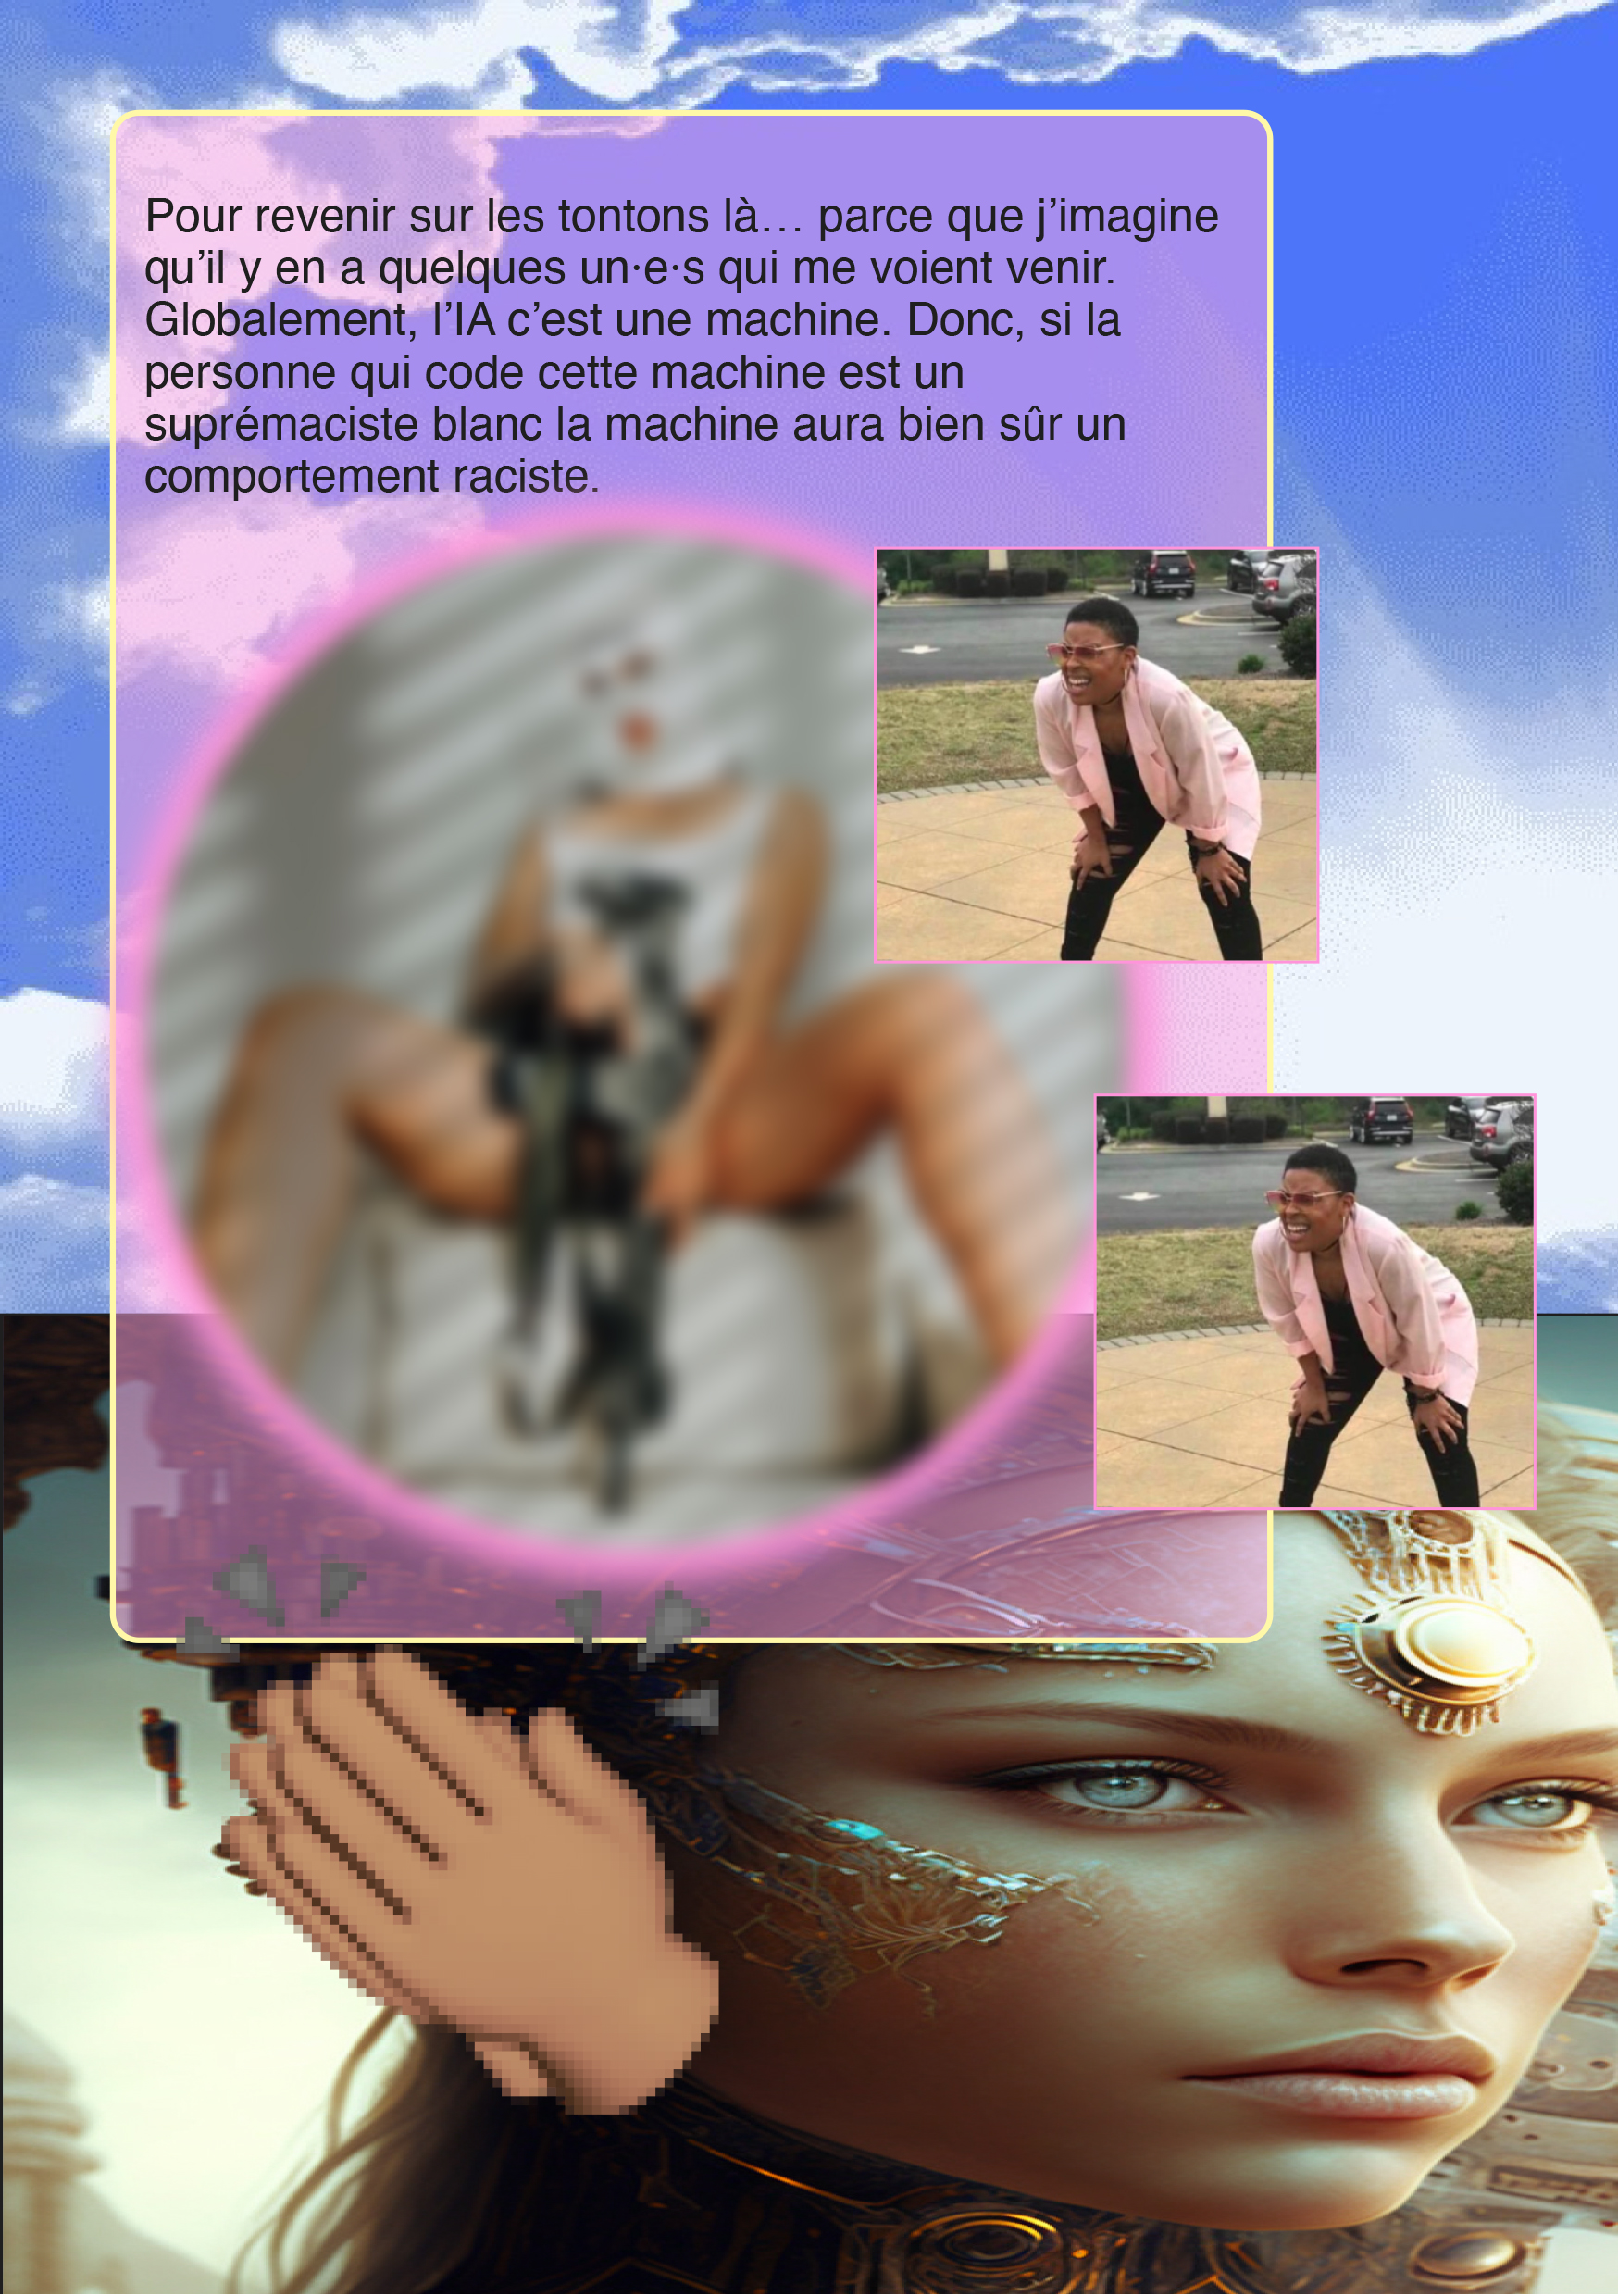 Pour revenir sur les tontons là… parce que j’imagine
qu’il y en a quelques un·e·s qui me voient venir.
Globalement, l’IA c’est une machine. Donc, si la
personne qui code cette machine est un
suprémaciste blanc la machine aura bien sûr un
comportement raciste.